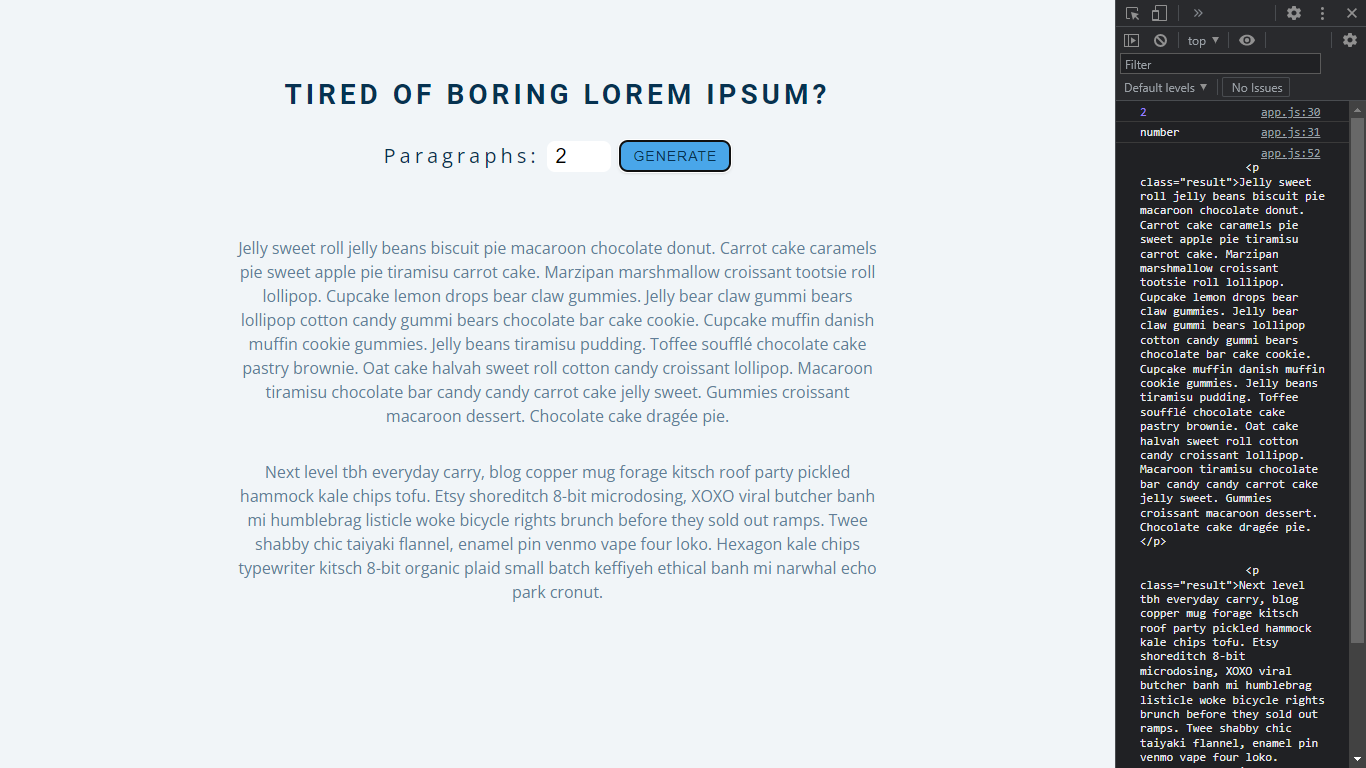 TIRED OF BORING LOREM IPSUM?
Paragraphs: 2 GENERATE
Jelly sweet roll jelly beans biscuit pie macaroon chocolate donut. Carrot cake caramels
pie sweet apple pie tiramisu carrot cake. Marzipan marshmallow croissant tootsie roll
lollipop. Cupcake lemon drops bear claw gummies. Jelly bear claw gummi bears
lollipop cotton candy gummi bears chocolate bar cake cookie. Cupcake muffin danish
muffin cookie gummies. Jelly beans tiramisu pudding. Toffee soufflé chocolate cake
pastry brownie. Oat cake halvah sweet roll cotton candy croissant lollipop. Macaroon
tiramisu chocolate bar candy candy carrot cake jelly sweet. Gummies croissant
macaroon dessert. Chocolate cake dragée pie.
Next level tbh everyday carry, blog copper mug forage kitsch roof party pickled
hammock kale chips tofu. Etsy shoreditch 8-bit microdosing, XOXO viral butcher banh
mi humblebrag listicle woke bicycle rights brunch before they sold out ramps. Twee
shabby chic taiyaki flannel, enamel pin venmo vape four loko. Hexagon kale chips
typewriter kitsch 8-bit organic plaid small batch keffiyeh ethical banh mi narwhal echo
park cronut.
top
Filter
Default levels No Issues
2 app.js:30
number app.js:31
app.js:52
<p
class="result">Jelly sweet
roll jelly beans biscuit pie
macaroon chocolate donut.
Carrot cake caramels pie
sweet apple pie tiramisu
carrot cake. Marzipan
marshmallow croissant
tootsie roll lollipop.
Cupcake lemon drops bear
claw gummies. Jelly bear
claw gummi bears lollipop
cotton candy gummi bears
chocolate bar cake cookie.
Cupcake muffin danish muffin
cookie gummies. Jelly beans
tiramisu pudding. Toffee
soufflé chocolate cake
pastry brownie. Oat cake
halvah sweet roll cotton
candy croissant lollipop.
Macaroon tiramisu chocolate
bar candy candy carrot cake
jelly sweet. Gummies
croissant macaroon dessert.
Chocolate cake dragée pie.
</p>
<p
class="result">Next level
tbh everyday carry, blog
copper mug forage kitsch
roof party pickled hammock
kale chips tofu. Etsy
shoreditch 8-bit
microdosing, XOXO viral
butcher banh mi humblebrag
listicle woke bicycle rights
brunch before they sold out
ramps. Twee shabby chic
taiyaki flannel, enamel pin
venmo vape four loko.